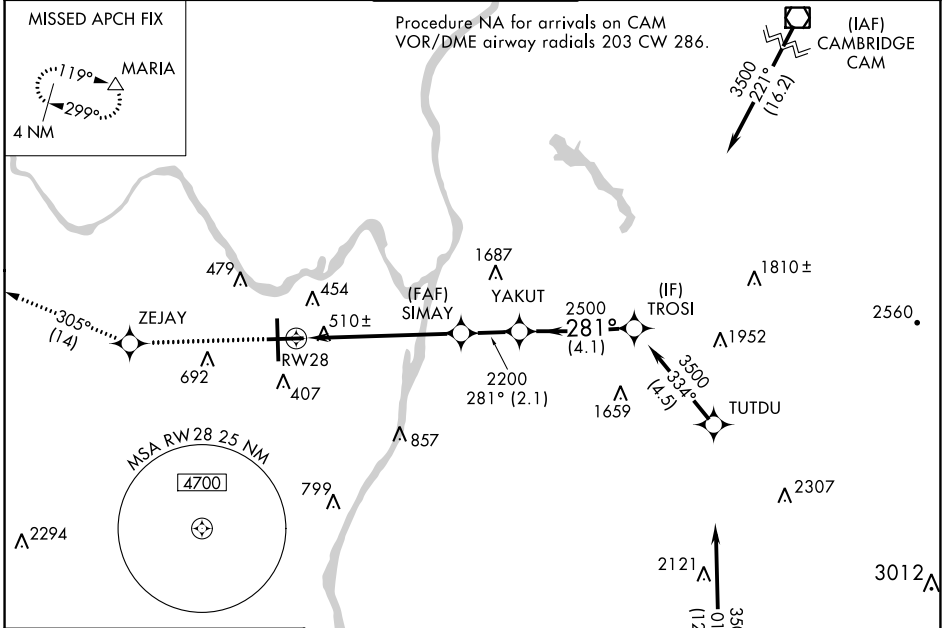 MISSED APCH FIX
119°
MARIA
299°
4 NM
Procedure NA for arrivals on CAM
VOR/DME airway radials 203 CW 286.
(IAF)
CAMBRIDGE
CAM
3500
221°
(16.2)
479
454
1687
1810±
2560
305°
(14)
ZEJAY
510±
(FAF)
SIMAY
YAKUT
2500
281°
(4.1)
(IF)
TROSI
1952
692
RW28
407
2200
281° (2.1)
1659
3500
334°
(4.5)
TUTDU
857
MSA RW 28 25 NM
4700
799
2307
2294
2121
3012